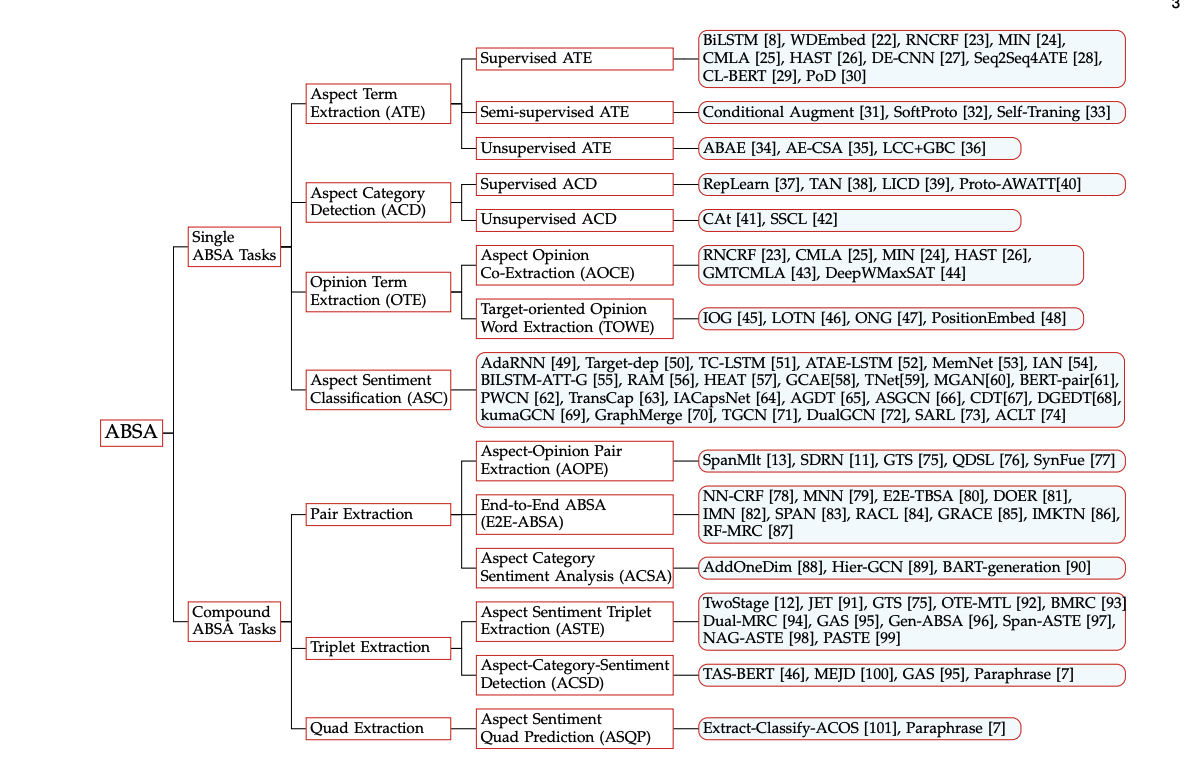 3
ABSA
Single
ABSA Tasks
Aspect Term
Extraction (ATE)
Supervised ATE
BiLSTM [8], WDEmbed [22], RNCRF [23], MIN [24],
CMLA [25], HAST [26], DE-CNN [27], Seq2Seq4ATE [28],
CL-BERT [29], PoD [30]
Semi-supervised ATE
Conditional Augment [31], SoftProto [32], Self-Traning [33]
Unsupervised ATE
ABAE [34], AE-CSA [35], LCC+GBC [36]
Aspect Category
Detection (ACD)
Supervised ACD
RepLearn [37], TAN [38], LICD [39], Proto-AWATT[40]
Unsupervised ACD
CAt [41], SSCL [42]
Opinion Term
Extraction (OTE)
Aspect Opinion
Co-Extraction (AOCE)
RNCRF [23], CMLA [25], MIN [24], HAST [26],
GMTCMLA [43], DeepWMaxSAT [44]
Target-oriented Opinion
Word Extraction (TOWE)
IOG [45], LOTN [46], ONG [47], PositionEmbed [48]
Aspect Sentiment
Classification (ASC)
AdaRNN [49], Target-dep [50], TC-LSTM [51], ATAE-LSTM [52], MemNet [53], IAN [54],
BILSTM-ATT-G [55], RAM [56], HEAT [57], GCAE[58], TNet[59], MGAN[60], BERT-pair[61],
PWCN [62], TransCap [63], IACapsNet [64], AGDT [65], ASGCN [66], CDT[67], DGEDT[68],
kumaGCN [69], GraphMerge [70], TGCN [71], DualGCN [72], SARL [73], ACLT [74]
Compound
ABSA Tasks
Pair Extraction
Aspect-Opinion Pair
Extraction (AOPE)
SpanMlt [13], SDRN [11], GTS [75], QDSL [76], SynFue [77]
End-to-End ABSA
(E2E-ABSA)
NN-CRF [78], MNN [79], E2E-TBSA [80], DOER [81],
IMN [82], SPAN [83], RACL [84], GRACE [85], IMKTN [86],
RF-MRC [87]
Aspect Category
Sentiment Analysis (ACSA)
AddOneDim [88], Hier-GCN [89], BART-generation [90]
Triplet Extraction
Aspect Sentiment Triplet
Extraction (ASTE)
TwoStage [12], JET [91], GTS [75], OTE-MTL [92], BMRC [93]
Dual-MRC [94], GAS [95], Gen-ABSA [96], Span-ASTE [97],
NAG-ASTE [98], PASTE [99]
Aspect-Category-Sentiment
Detection (ACSD)
TAS-BERT [46], MEJD [100], GAS [95], Paraphrase [7]
Quad Extraction
Aspect Sentiment
Quad Prediction (ASQP)
Extract-Classify-ACOS [101], Paraphrase [7]